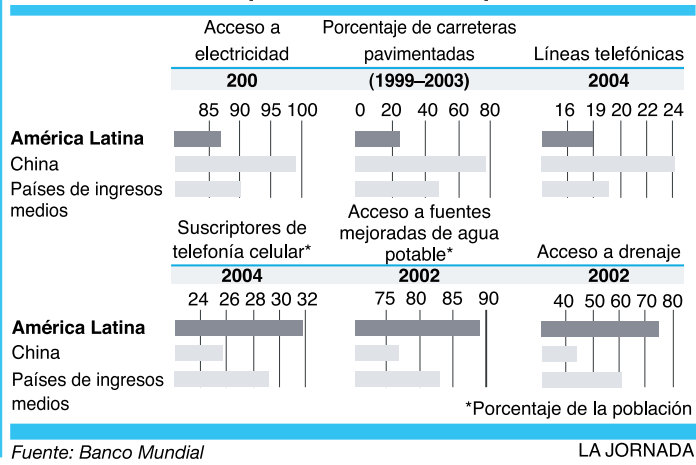 Acceso a
electricidad
200
85 90 95 100
Porcentaje de carreteras
pavimentadas
(1999–2003)
0 20 40 60 80
Líneas telefónicas
2004
16 19 20 22 24
América Latina
China
Países de ingresos
medios
Suscriptores de
telefonía celular*
2004
24 26 28 30 32
Acceso a fuentes
mejoradas de agua
potable*
2002
75 80 85 90
Acceso a drenaje
2002
40 50 60 70 80
América Latina
China
Países de ingresos
medios
*Porcentaje de la población
Fuente: Banco Mundial
LA JORNADA